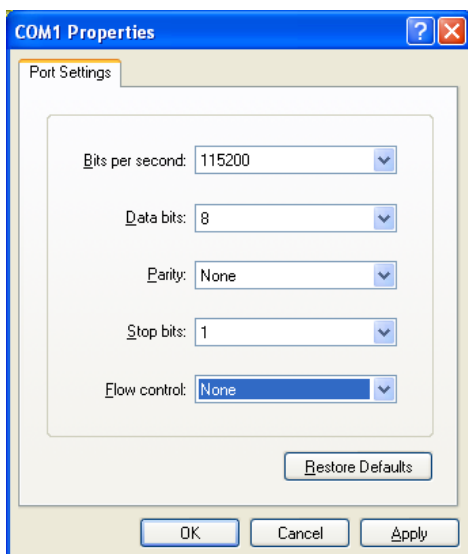 COM1 Properties
Port Settings
Bits per second: 115200
Data bits: 8
Parity: None
Stop bits: 1
Flow control: None
Restore Defaults
OK Cancel Apply